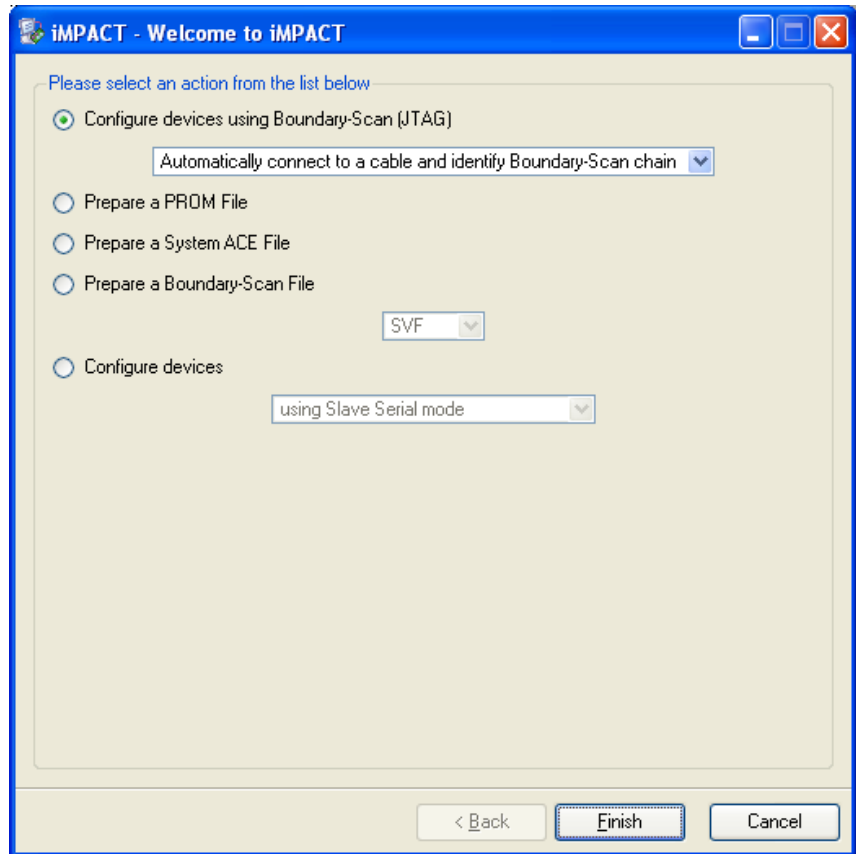 iMPACT - Welcome to iMPACT
Please select an action from the list below
Configure devices using Boundary-Scan (JTAG)
Automatically connect to a cable and identify Boundary-Scan chain
Prepare a PROM File
Prepare a System ACE File
Prepare a Boundary-Scan File
SVF
Configure devices
using Slave Serial mode
< Back Finish Cancel